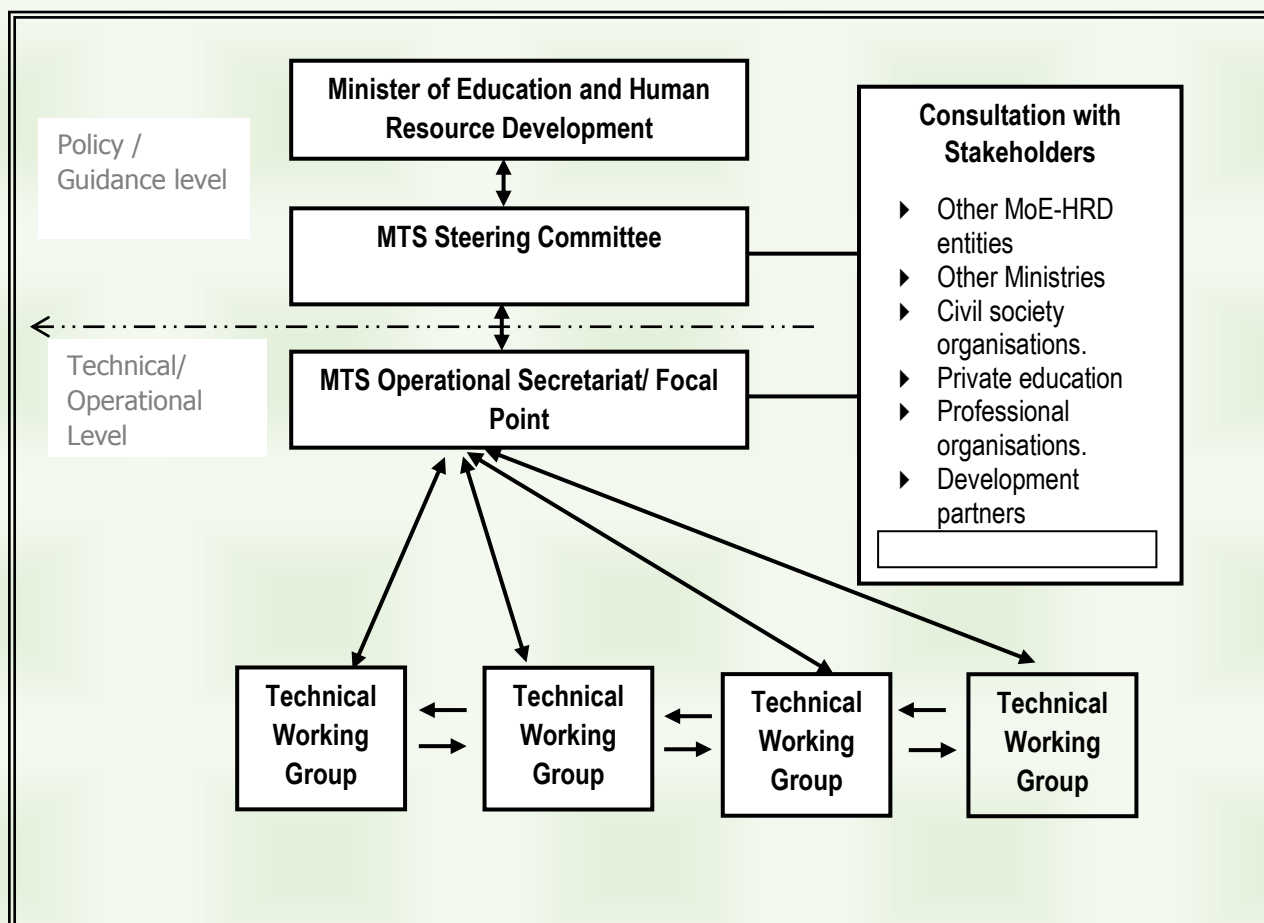 Minister of Education and Human
Resource Development
Policy /
Guidance level
MTS Steering Committee
Technical/
Operational
Level
MTS Operational Secretariat/ Focal
Point
Consultation with
Stakeholders
Other MoE-HRD
entities
Other Ministries
Civil society
organisations.
Private education
Professional
organisations.
Development
partners
Technical
Working
Group
Technical
Working
Group
Technical
Working
Group
Technical
Working
Group